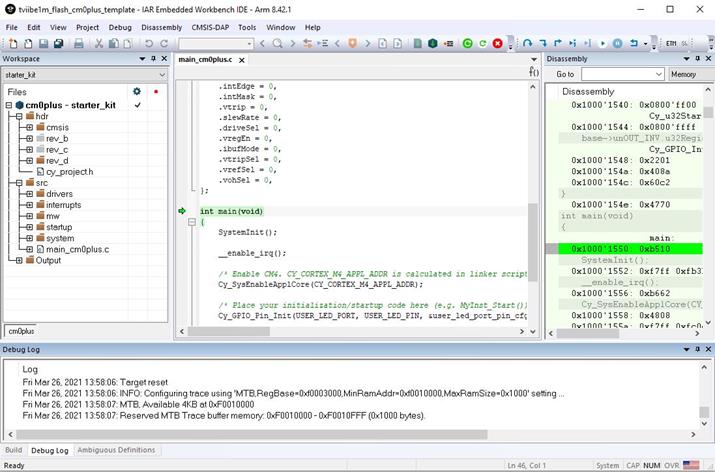 tviibe1m_flash_cm0plus_template - IAR Embedded Workbench IDE - Arm 8.42.1
File Edit View Project Debug Disassembly CMSIS-DAP Tools Window Help
ETM
Workspace
starter_kit
Files
cm0plus - starter_kit
hdr
cmsis
rev_b
rev_c
rev_d
cy_project.h
src
drivers
interrupts
mw
startup
system
main_cm0plus.c
Output
cm0plus
main_cm0plus.c
f()
.intEdge = 0,
.intMask = 0,
.vtrip = 0,
.slewRate = 0,
.driveSel = 0,
.vregEn = 0,
.ibufMode = 0,
.vtripSel = 0,
.vrefSel = 0,
.vohSel = 0,
};
int main(void)
{
SystemInit();
__enable_irq();
/* Enable CM4. CY_CORTEX_M4_APPL_ADDR is calculated in linker script
Cy_SysEnableApplCore(CY_CORTEX_M4_APPL_ADDR);
/* Place your initialization/startup code here (e.g. MyInst_Start())
Cy_GPIO_Pin_Init(USER_LED_PORT, USER_LED_PIN, &user_led_port_pin_cfg
Disassembly
Go to Memory
Disassembly
0x1000'1540: 0x0800'ff00
Cy_u32Star
0x1000'1544: 0x0800'ffff
base->unOUT_INV.u32Regi
Cy_GPIO_In
0x1000'1548: 0x2201
0x1000'154a: 0x408a
0x1000'154c: 0x60c2
}
0x1000'154e: 0x4770
int main(void)
{
main:
0x1000'1550: 0xb510
SystemInit();
0x1000'1552: 0xf7ff 0xfb3
__enable_irq();
0x1000'1556: 0xb662
Cy_SysEnableApplCore(CY_
0x1000'1558: 0x4808
0x1000'155a: 0xf7ff 0xfc0
Debug Log
Log
Fri Mar 26, 2021 13:58:06: Target reset
Fri Mar 26, 2021 13:58:06: INFO: Configuring trace using 'MTB,RegBase=0xf0003000,MinRamAddr=0xf0010000,MaxRamSize=0x1000' setting ...
Fri Mar 26, 2021 13:58:07: MTB, Available 4KB at 0xF0010000
Fri Mar 26, 2021 13:58:07: Reserved MTB Trace buffer memory: 0xF0010000 - 0xF0010FFF (0x1000 bytes).
Build Debug Log Ambiguous Definitions
Ready Ln 46, Col 1 System CAP NUM OVR